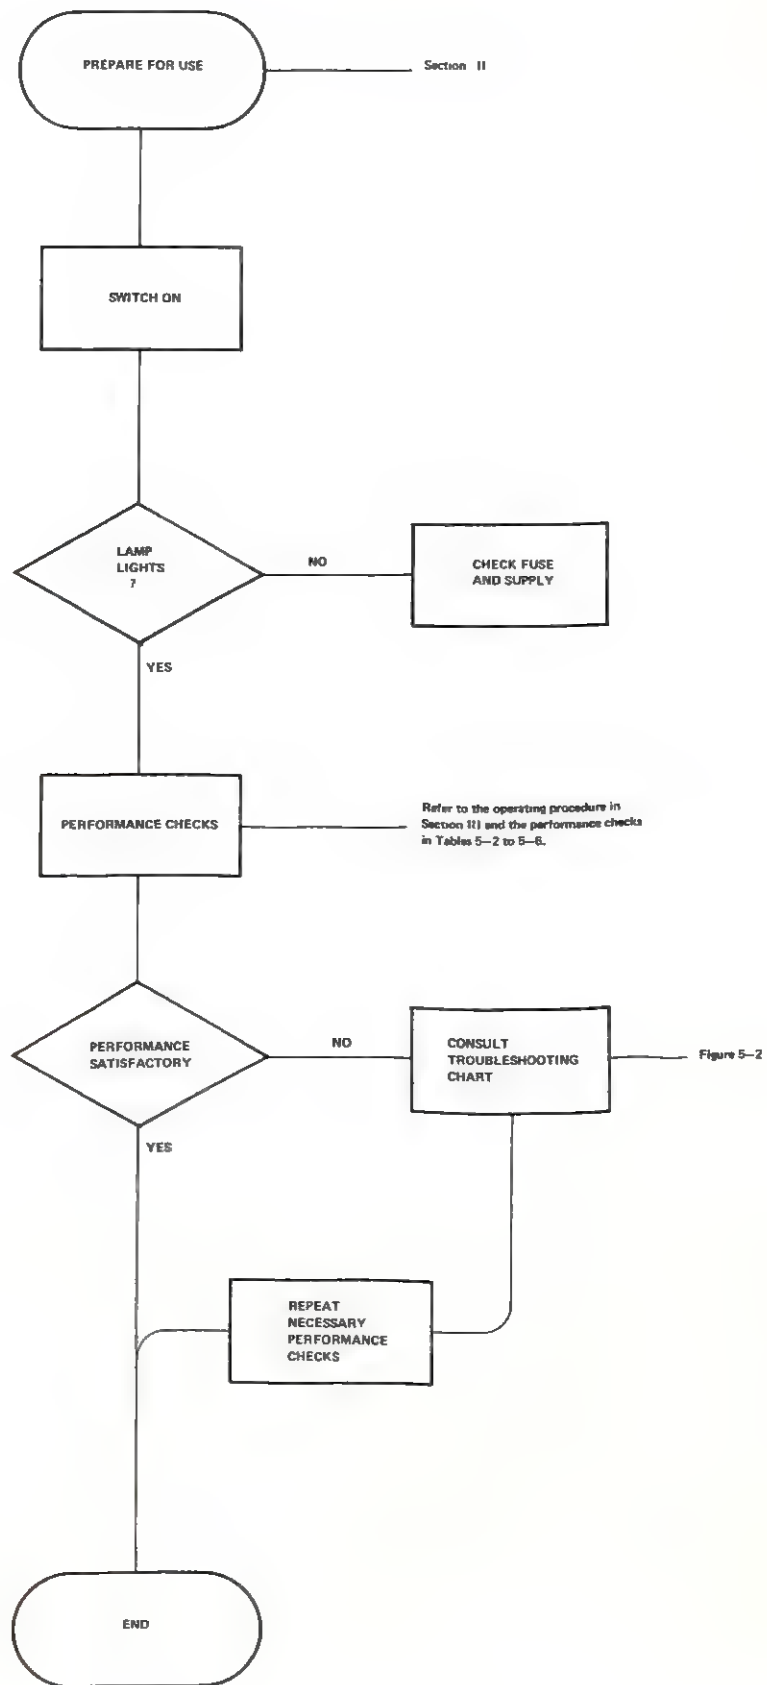 PREPARE FOR USE
Section II
SWITCH ON
LAMP
LIGHTS
?
NO
CHECK FUSE
AND SUPPLY
YES
PERFORMANCE CHECKS
Refer to the operating procedure in
Section III and the performance checks
in Tables 5–2 to 5–6.
PERFORMANCE
SATISFACTORY
NO
CONSULT
TROUBLESHOOTING
CHART
Figure 5–2
YES
REPEAT
NECESSARY
PERFORMANCE
CHECKS
END